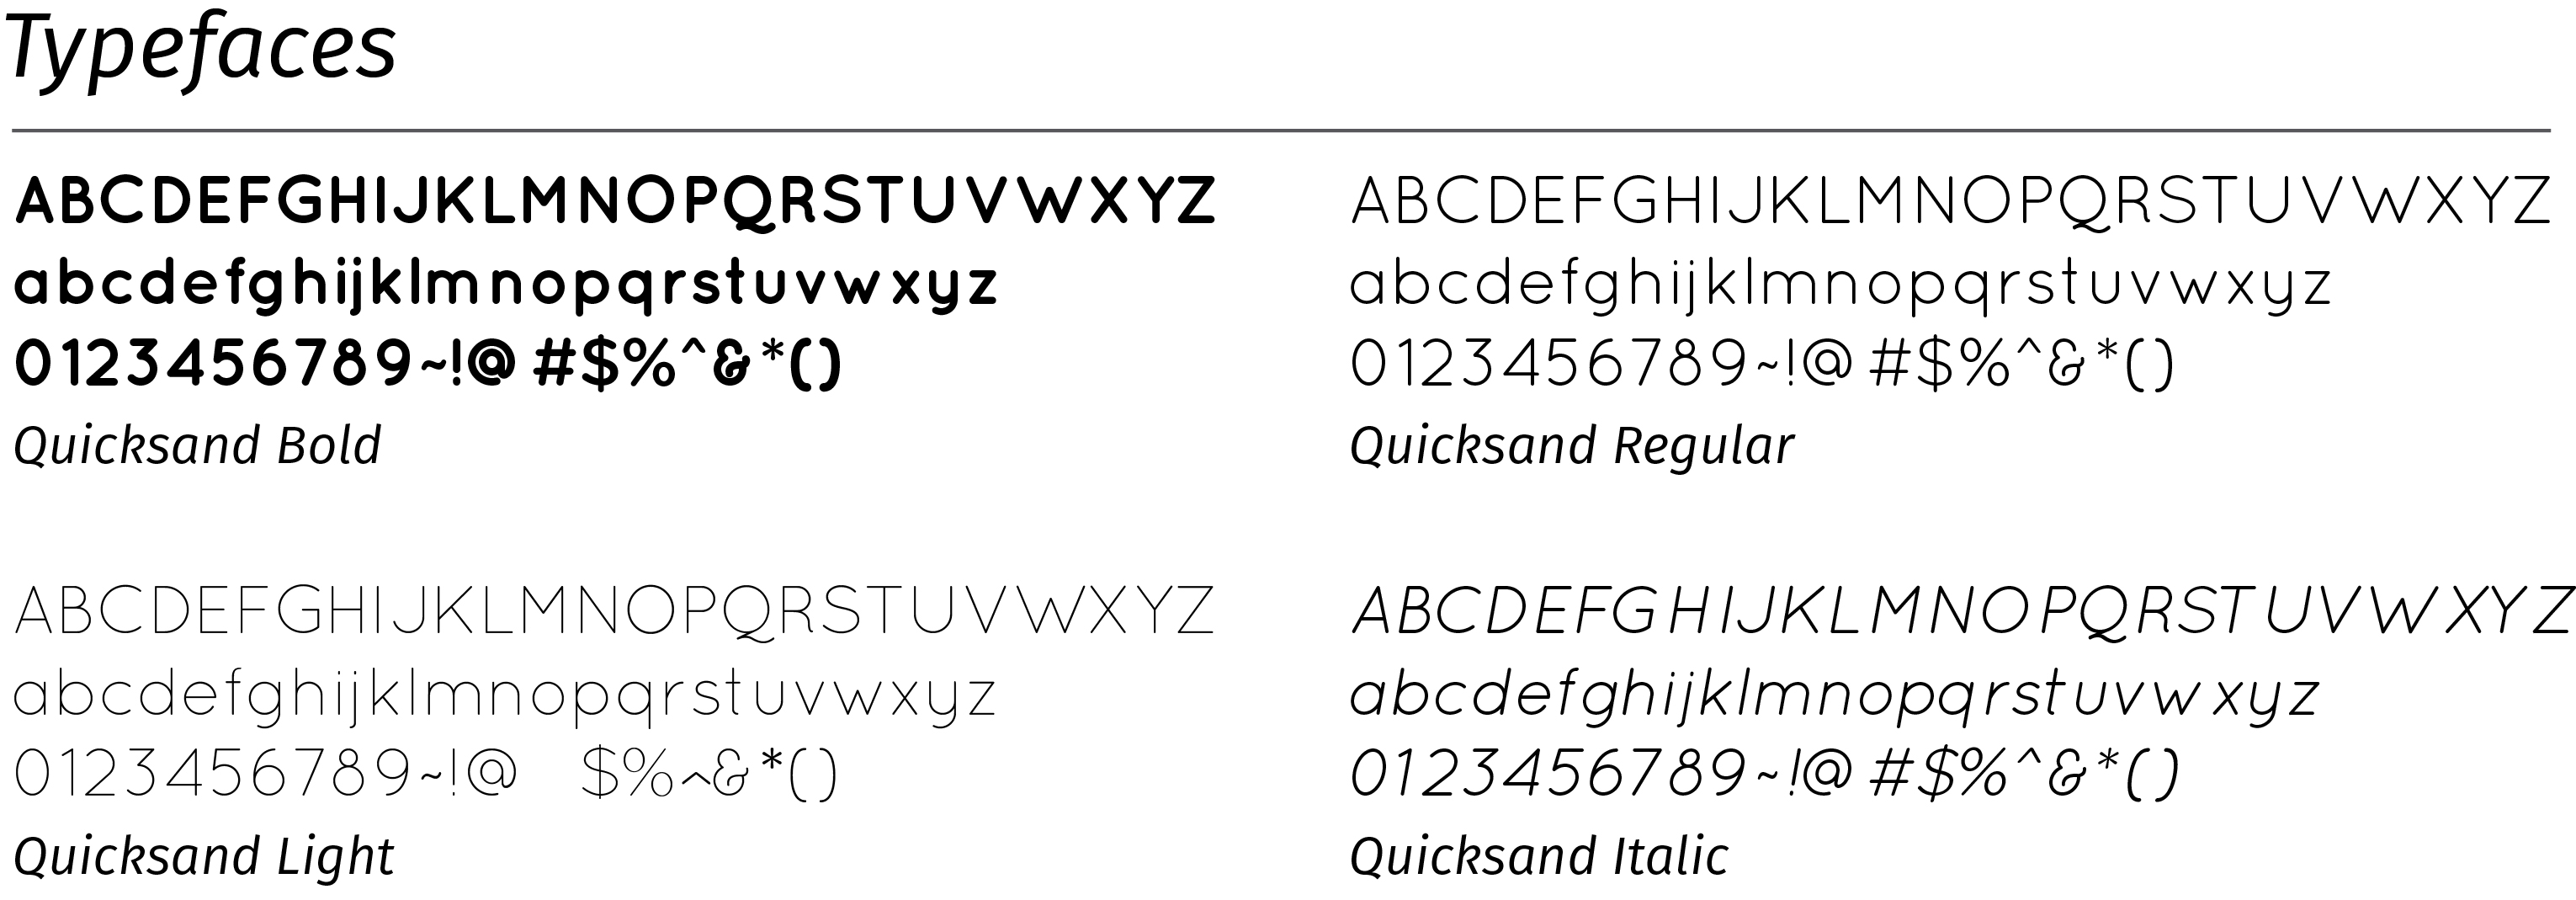 Typefaces
ABCDEFGHIJKLMNOPQRSTUVWXYZ
abcdefghijklmnopqrstuvwxyz
0123456789~!@#$%^&*()
Quicksand Bold
ABCDEFGHIJKLMNOPQRSTUVWXYZ
abcdefghijklmnopqrstuvwxyz
0123456789~!@#$%^&*()
Quicksand Regular
ABCDEFGHIJKLMNOPQRSTUVWXYZ
abcdefghijklmnopqrstuvwxyz
0123456789~!@ $%^&*()
Quicksand Light
ABCDEFGHIJKLMNOPQRSTUVWXYZ
abcdefghijklmnopqrstuvwxyz
0123456789~!@#$%^&*()
Quicksand Italic